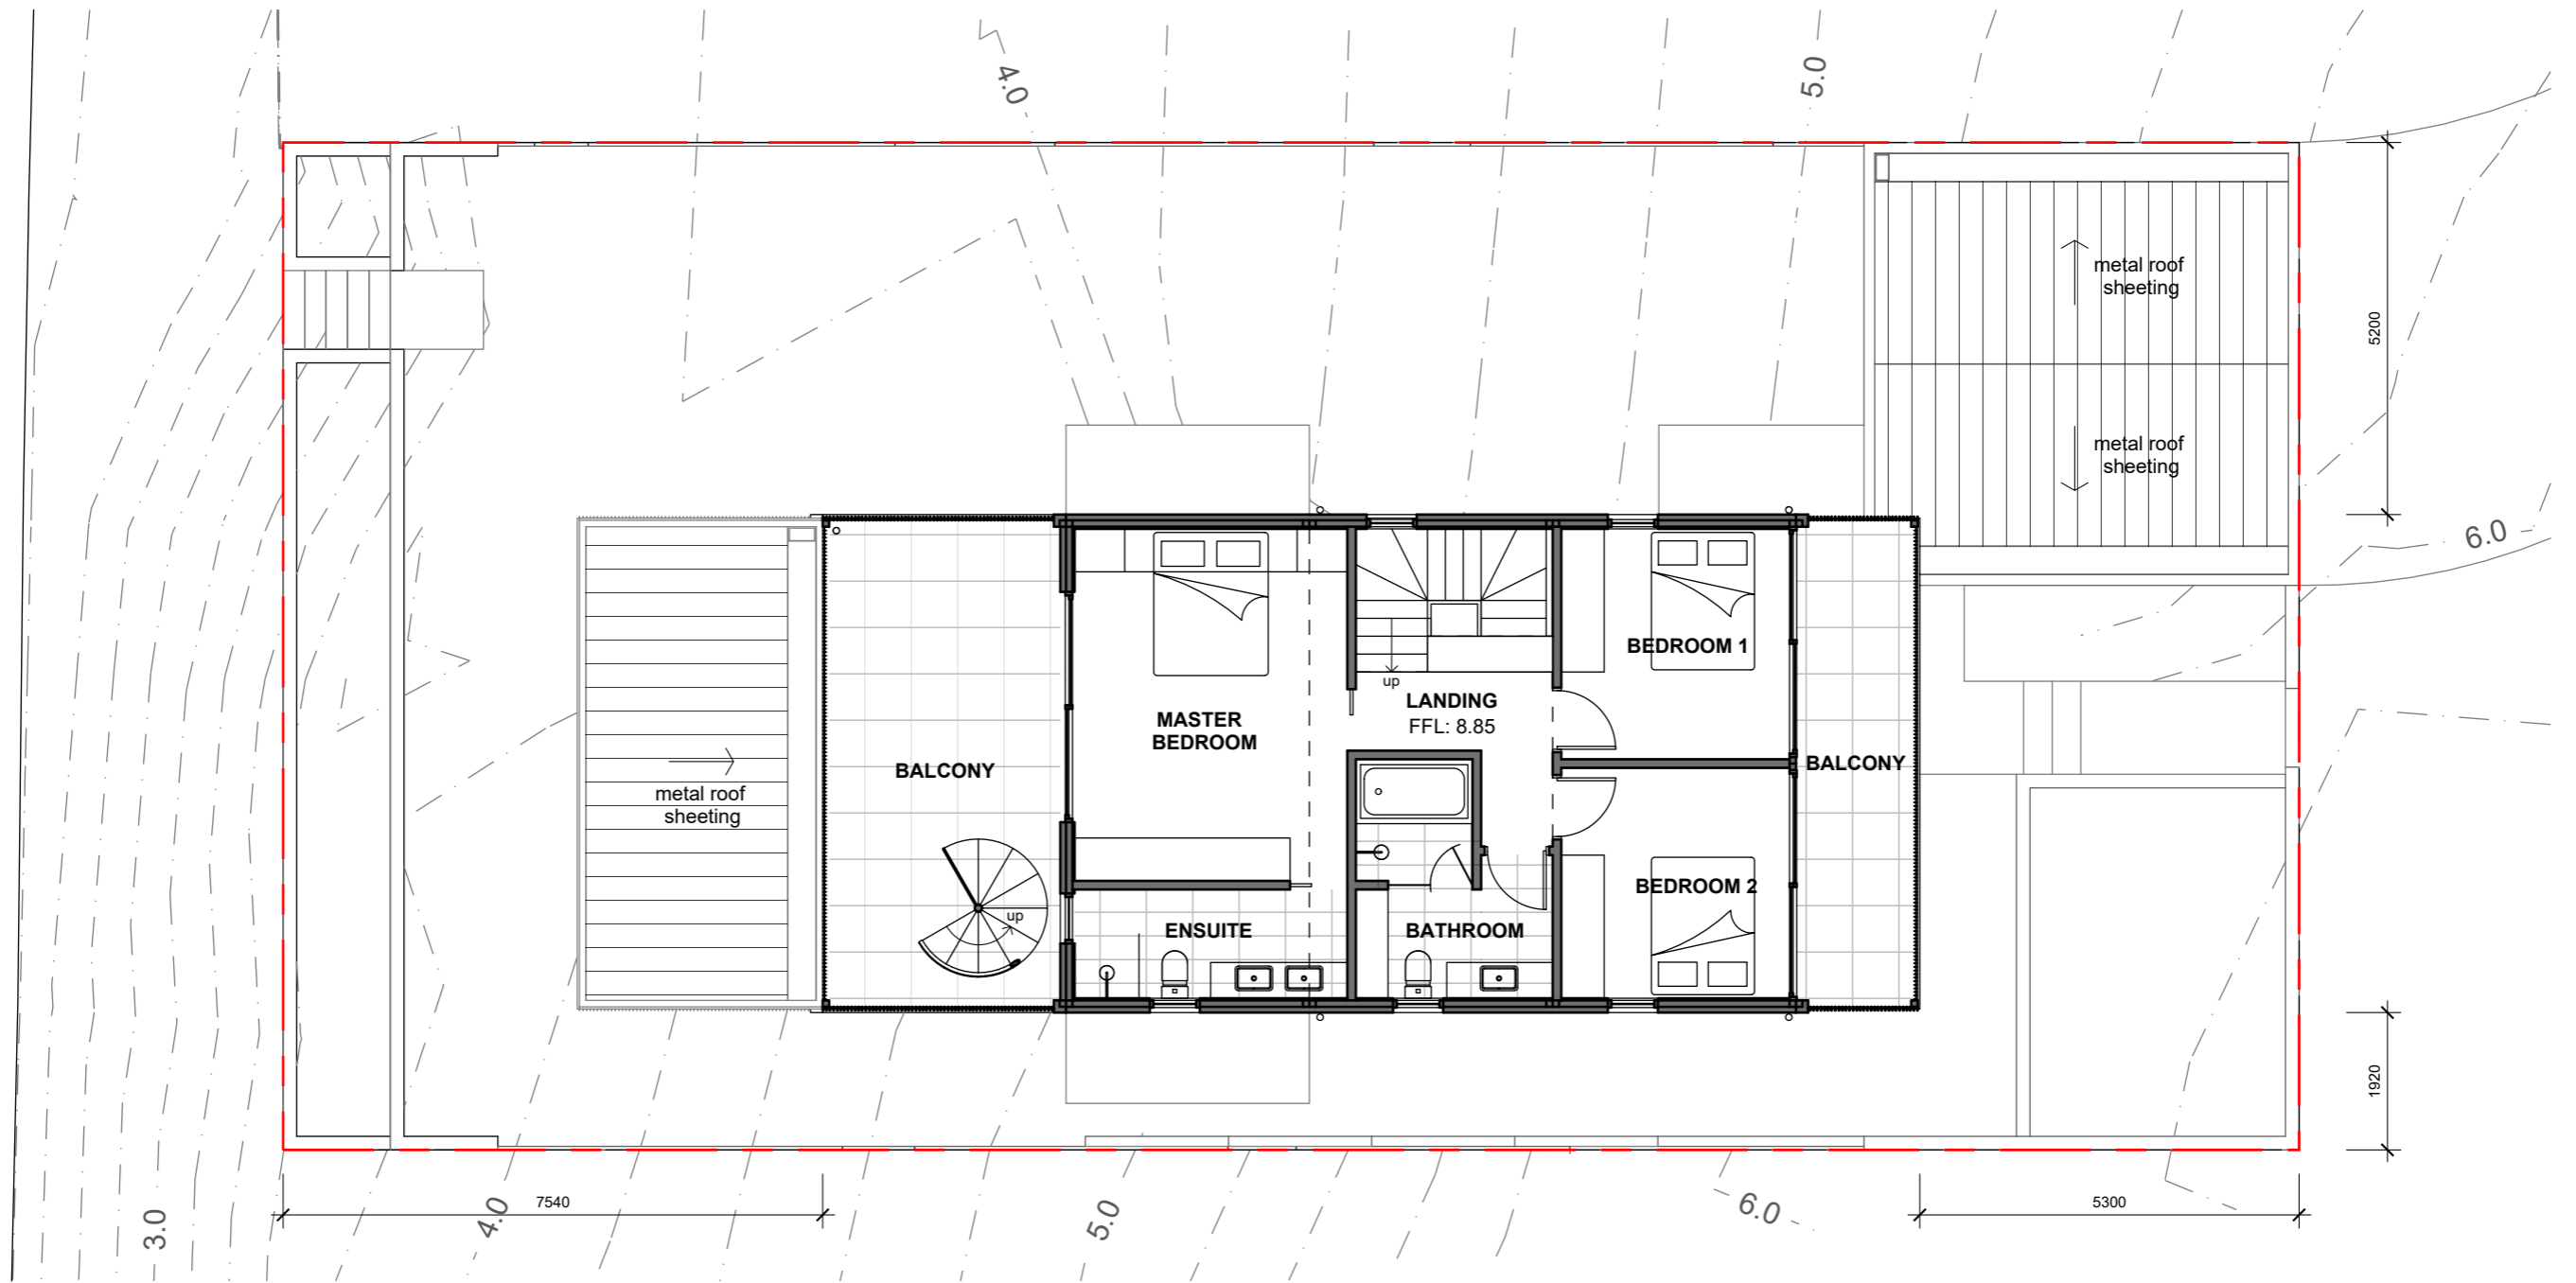 4.0
5.0
metal roof
sheeting
5200
metal roof
sheeting
6.0
BEDROOM 1
up
LANDING
FFL: 8.85
MASTER
BEDROOM
BALCONY
BALCONY
metal roof
sheeting
BEDROOM 2
up
ENSUITE
BATHROOM
1920
7540
5300
3.0
4.0
5.0
6.0